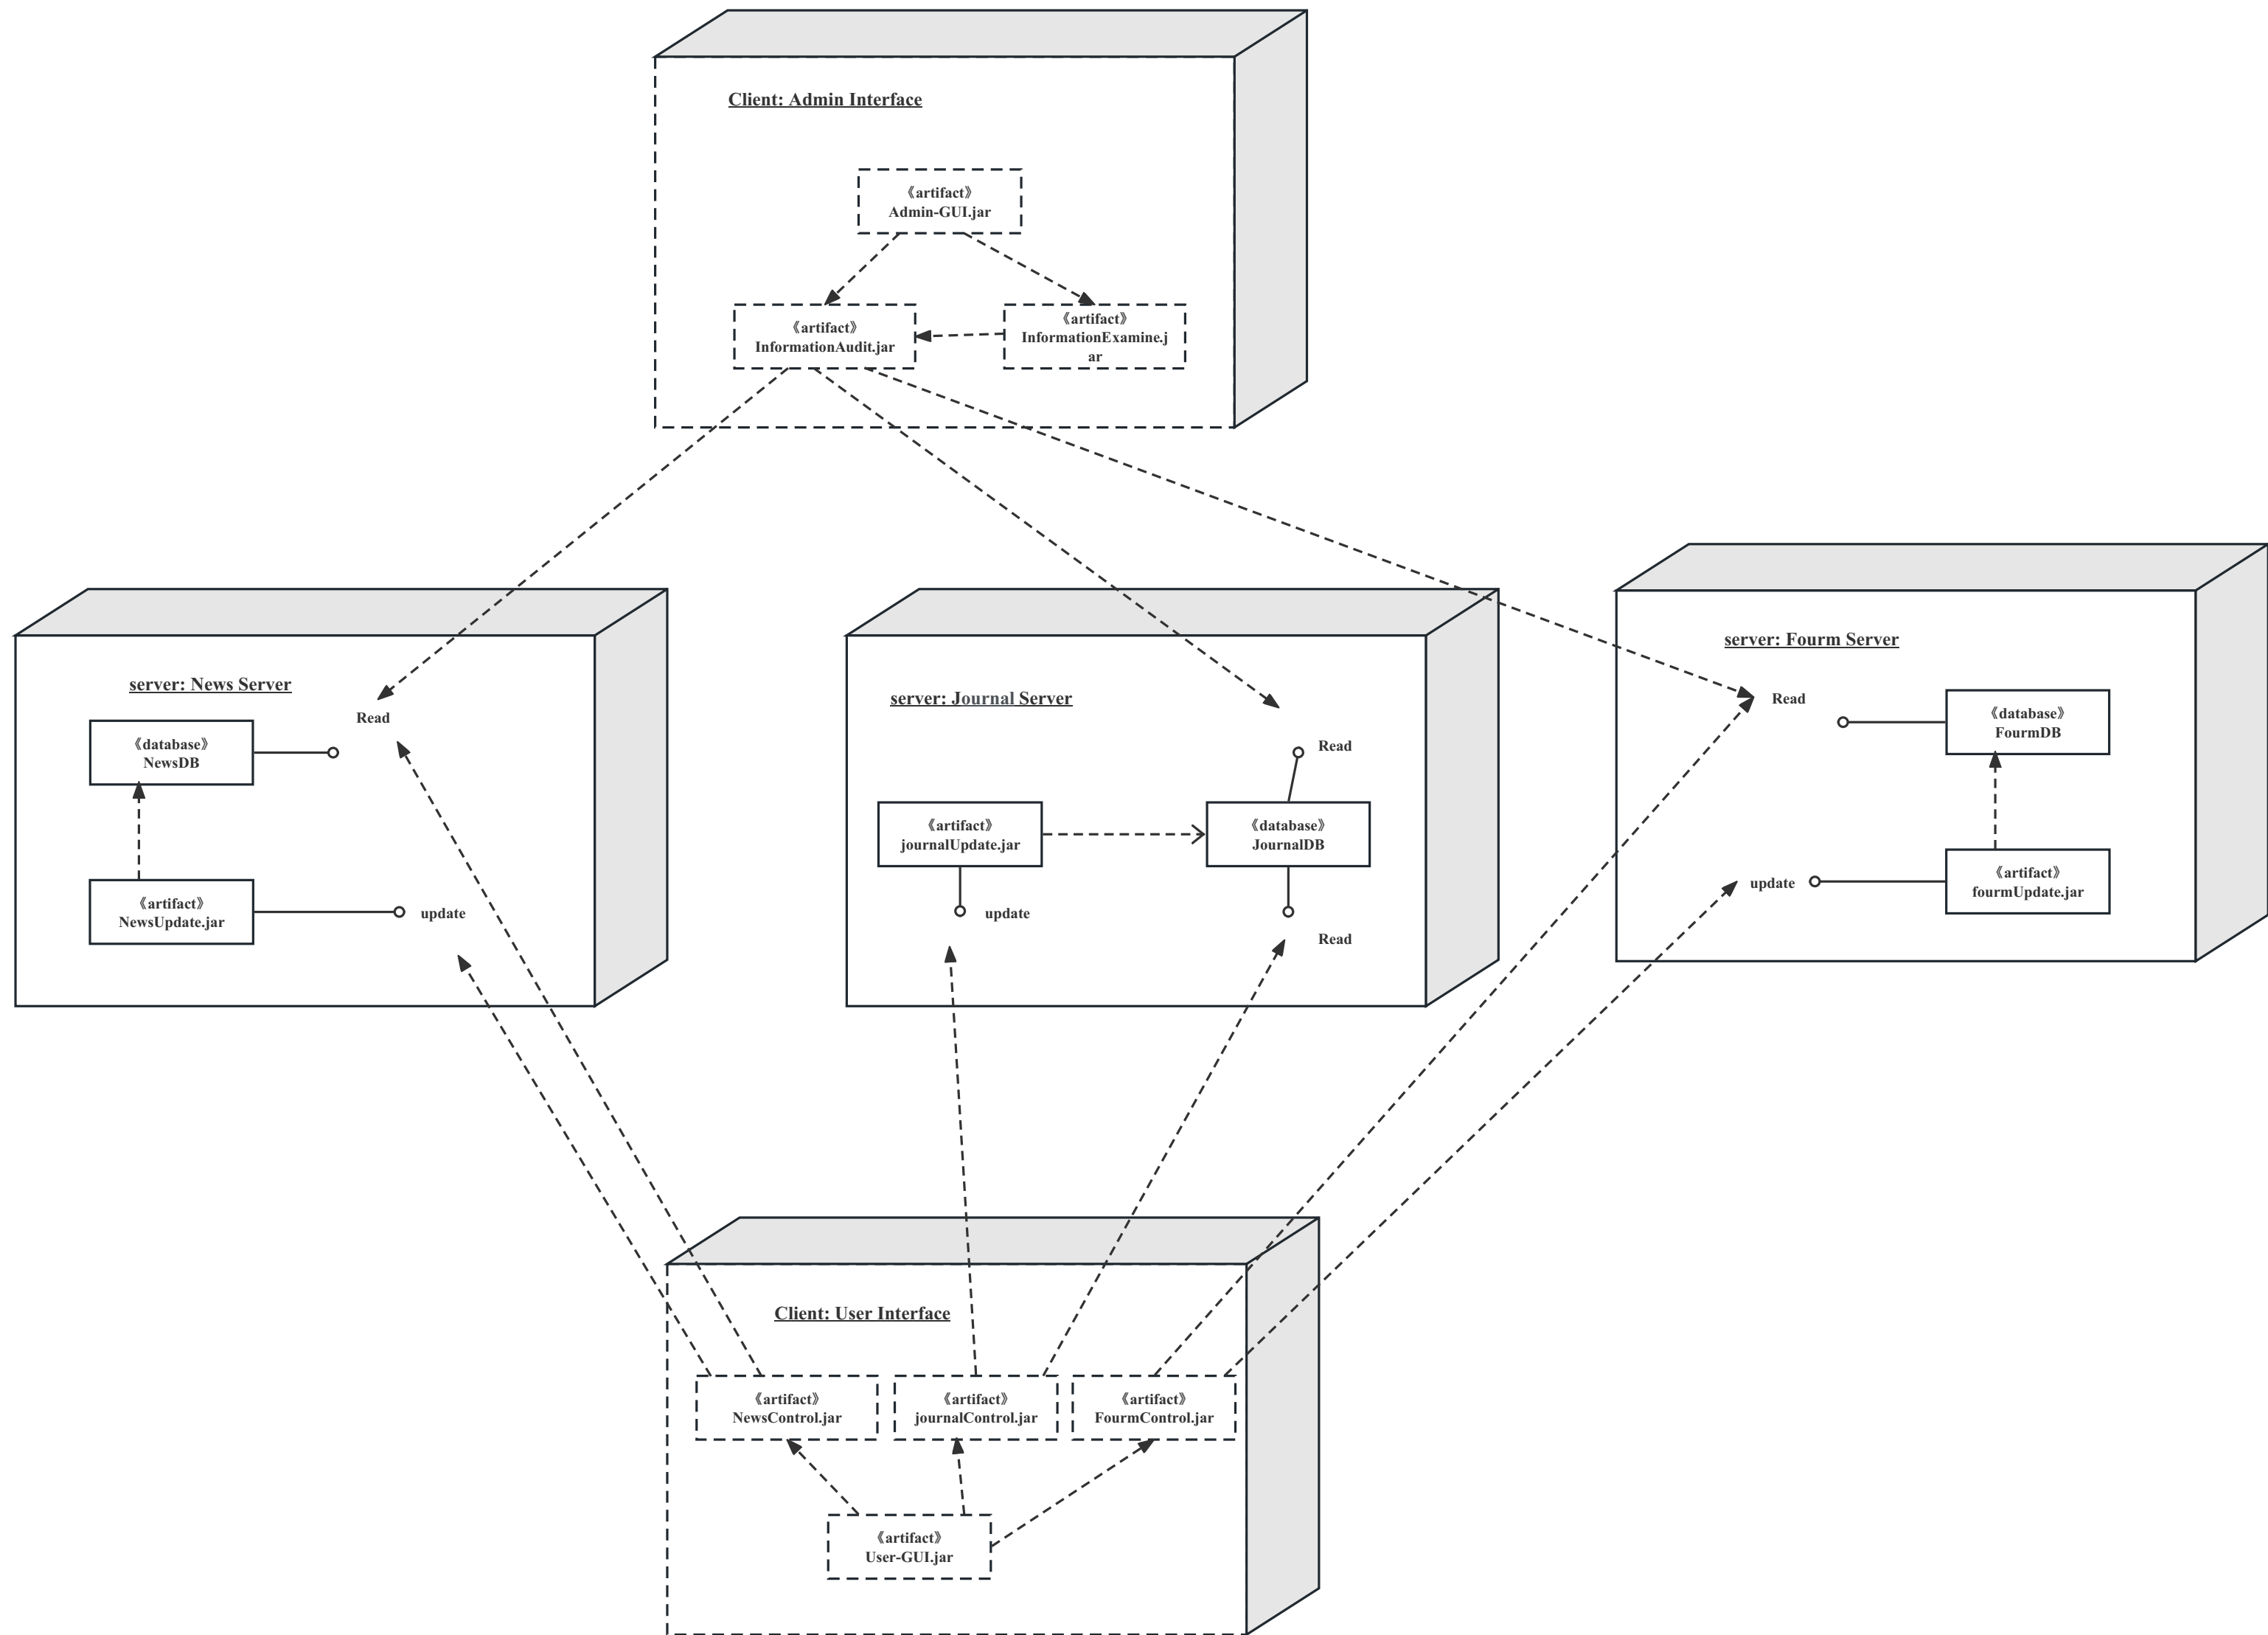 Client: Admin Interface
《artifact》
Admin-GUI.jar
《artifact》
InformationAudit.jar
《artifact》
InformationExamine.j
ar
server: News Server
Read
《database》
NewsDB
《artifact》
NewsUpdate.jar
update
server: Journal Server
Read
《artifact》
journalUpdate.jar
《database》
JournalDB
update
Read
server: Fourm Server
Read
《database》
FourmDB
update
《artifact》
fourmUpdate.jar
Client: User Interface
《artifact》
NewsControl.jar
《artifact》
journalControl.jar
《artifact》
FourmControl.jar
《artifact》
User-GUI.jar